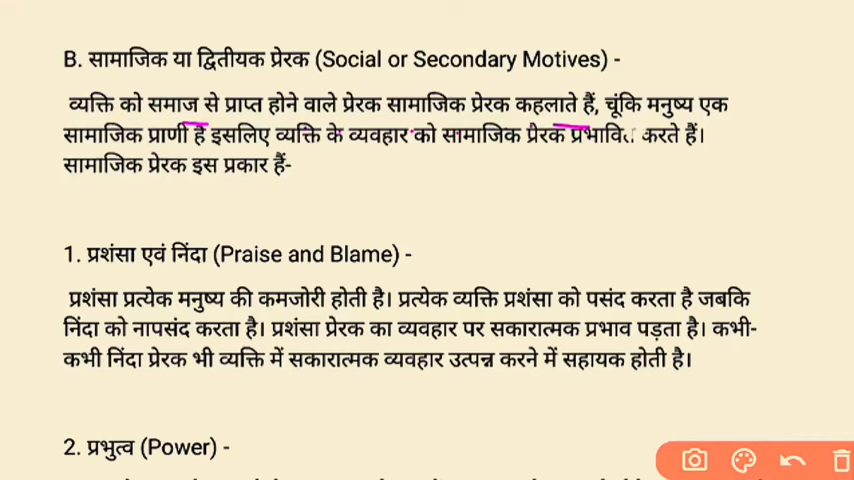 B. सामाजिक या द्वितीयक प्रेरक (Social or Secondary Motives) -
व्यक्ति को समाज से प्राप्त होने वाले प्रेरक सामाजिक प्रेरक कहलाते हैं, चूंकि मनुष्य एक
सामाजिक प्राणी है इसलिए व्यक्ति के व्यवहार को सामाजिक प्रेरक प्रभावित करते हैं।
सामाजिक प्रेरक इस प्रकार हैं-
1. प्रशंसा एवं निंदा (Praise and Blame) -
प्रशंसा प्रत्येक मनुष्य की कमजोरी होती है। प्रत्येक व्यक्ति प्रशंसा को पसंद करता है जबकि
निंदा को नापसंद करता है। प्रशंसा प्रेरक का व्यवहार पर सकारात्मक प्रभाव पड़ता है। कभी-
कभी निंदा प्रेरक भी व्यक्ति में सकारात्मक व्यवहार उत्पन्न करने में सहायक होती है।
2. प्रभुत्व (Power) -